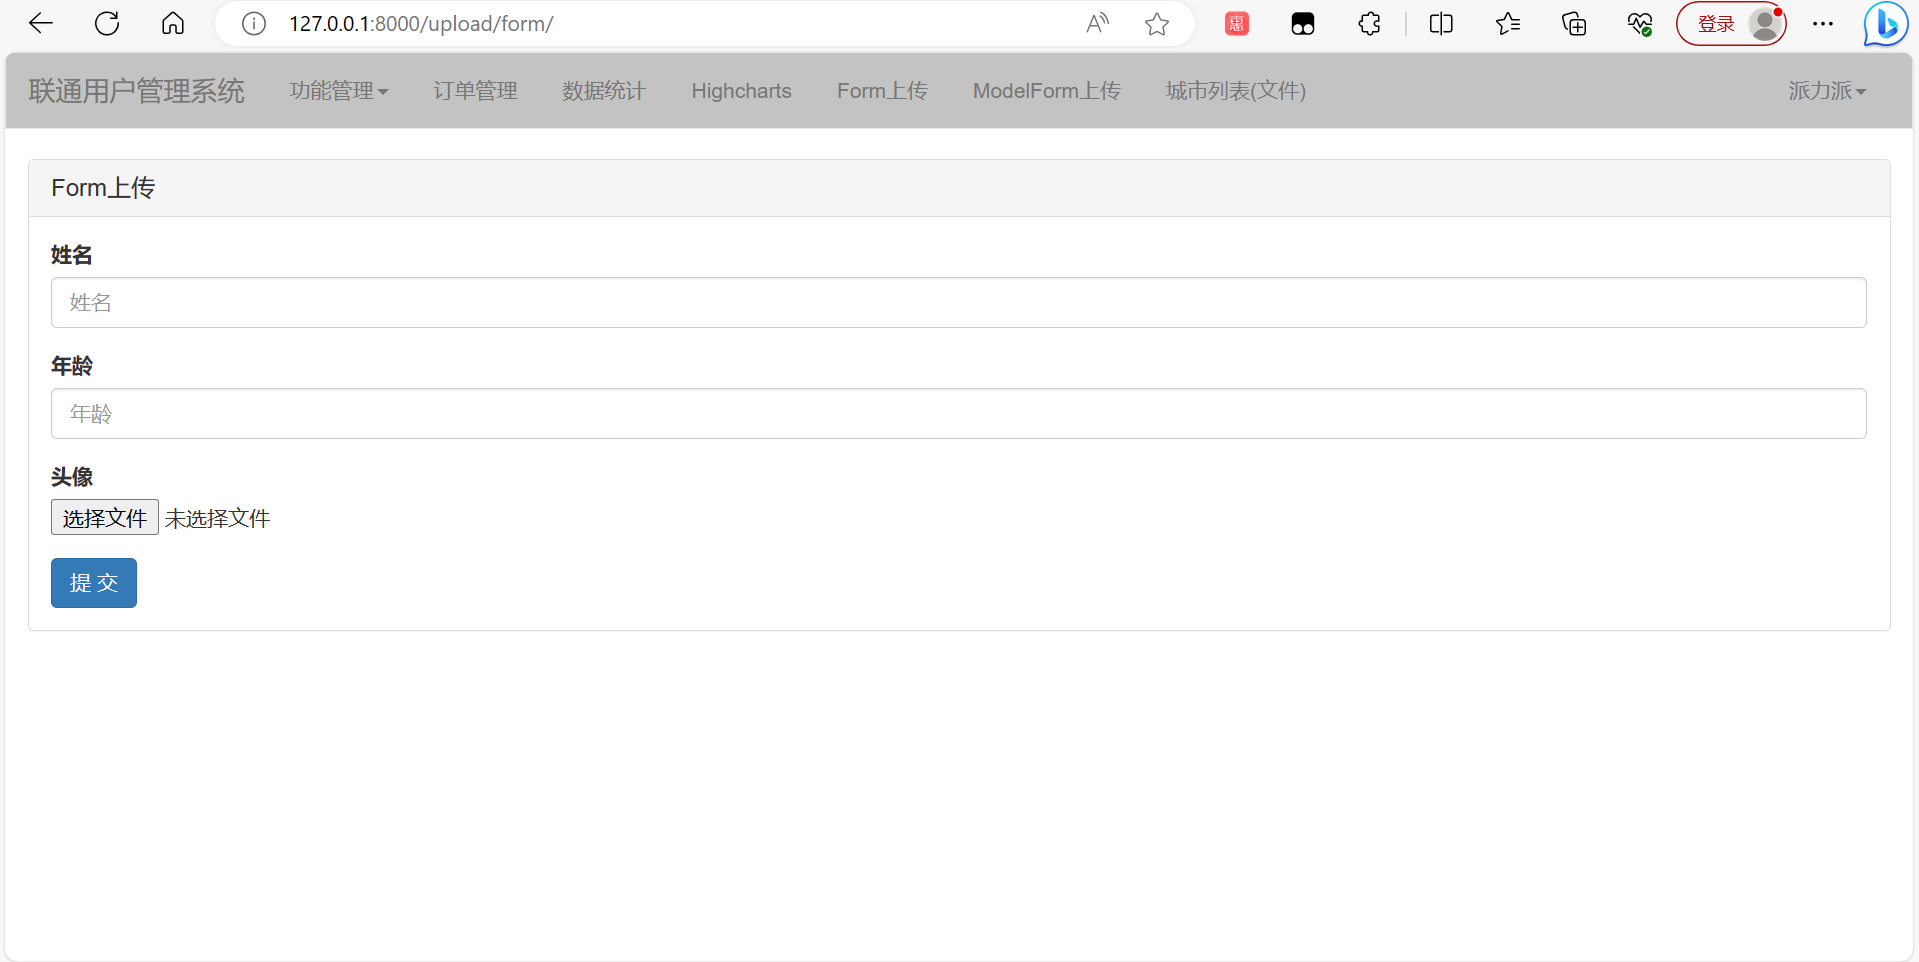 127.0.0.1:8000/upload/form/
惠
登录
联通用户管理系统 功能管理 订单管理 数据统计 Highcharts Form上传 ModelForm上传 城市列表(文件) 派力派
Form上传
姓名
姓名
年龄
年龄
头像
选择文件 未选择文件
提 交